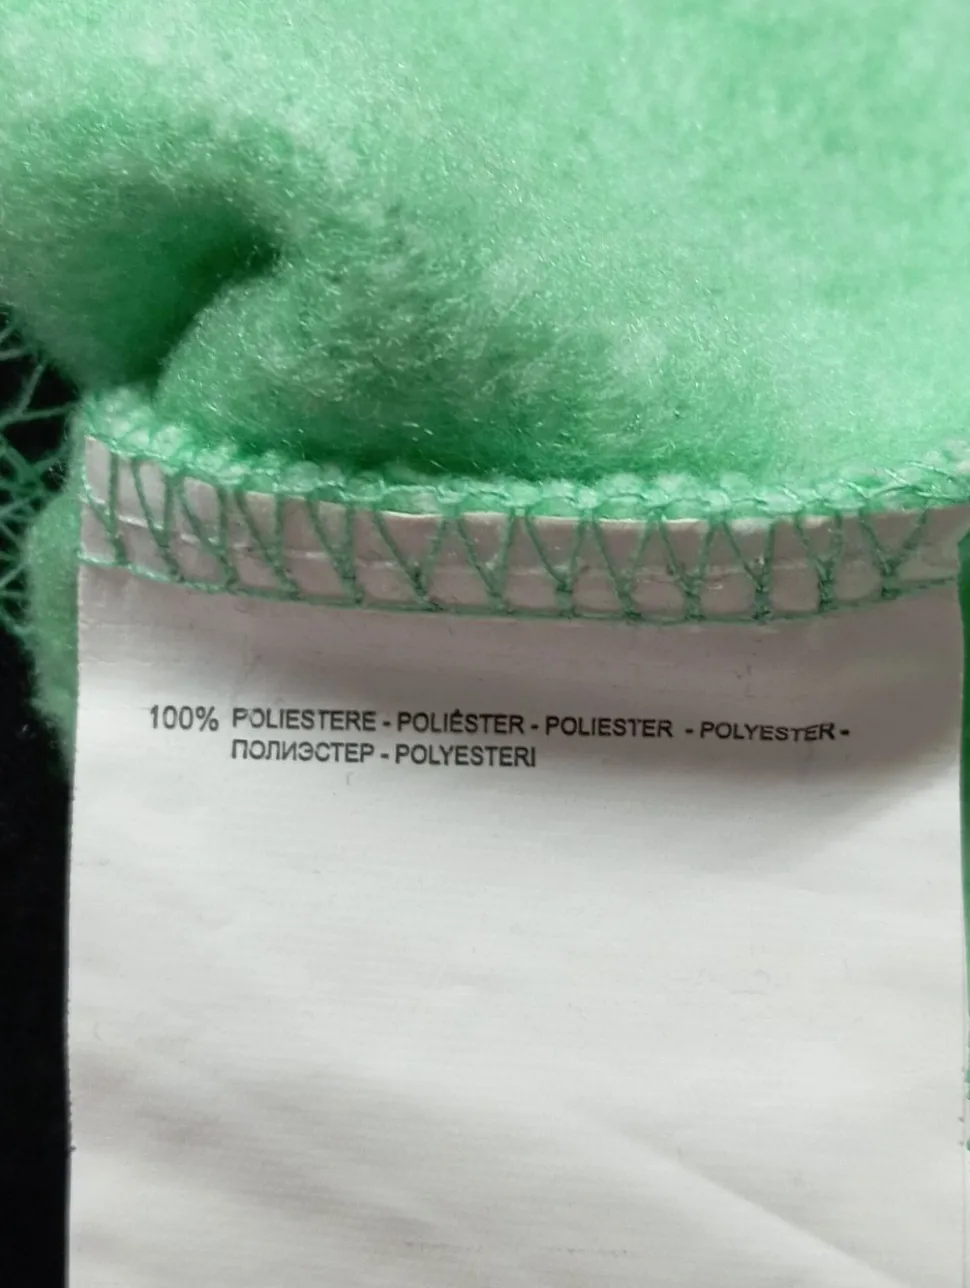 100% POLIESTERE - POLIÉSTER - POLIESTER - POLYESTER -
ПОЛИЭСТЕР - POLYESTERI